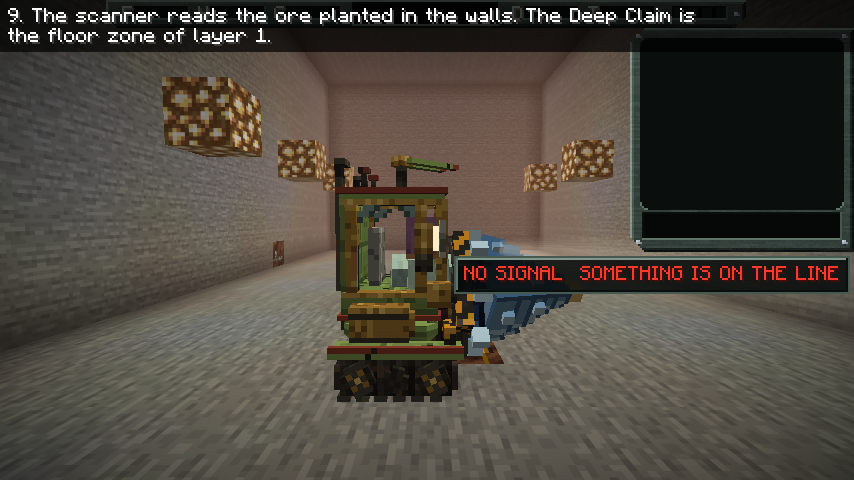 9. The scanner reads the ore planted in the walls. The Deep Claim is
the floor zone of layer 1.
NO SIGNAL  SOMETHING IS ON THE LINE